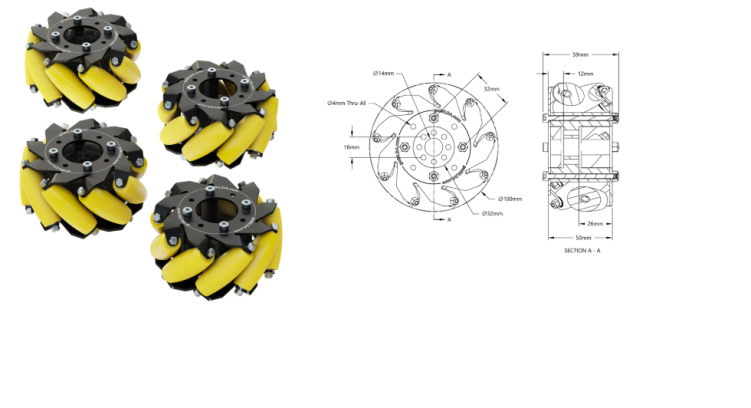 59mm
12mm
Ø14mm
A
Ø4mm Thru-All
32mm
16mm
Ø100mm
Ø32mm
A
26mm
50mm
SECTION A - A